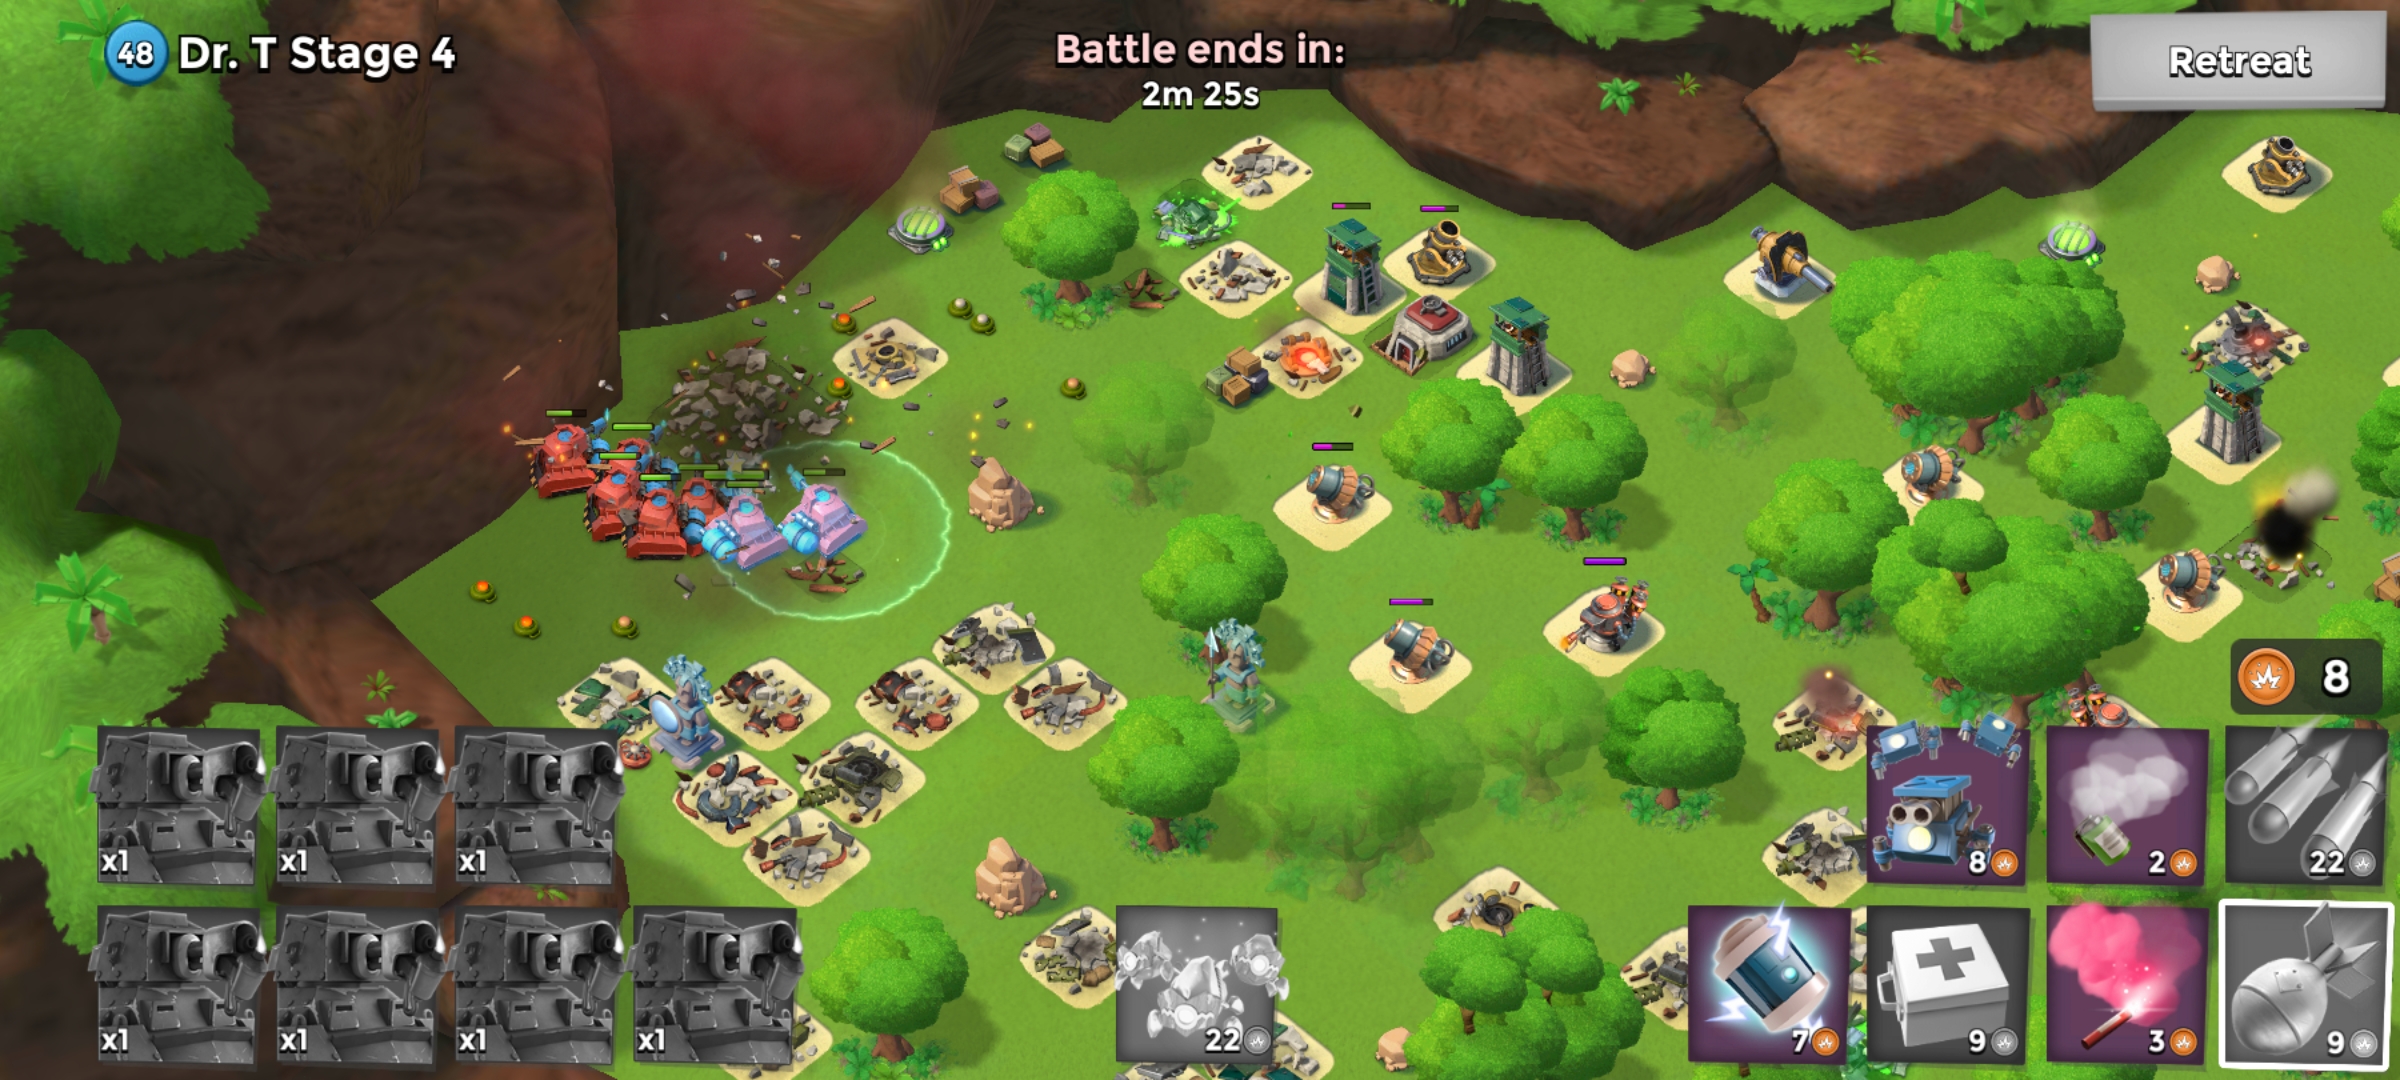 48 Dr. T Stage 4
Battle ends in:
2m 25s
Retreat
8
x1 x1 x1
8 2 22
x1 x1 x1 x1
22 7 9 3 9